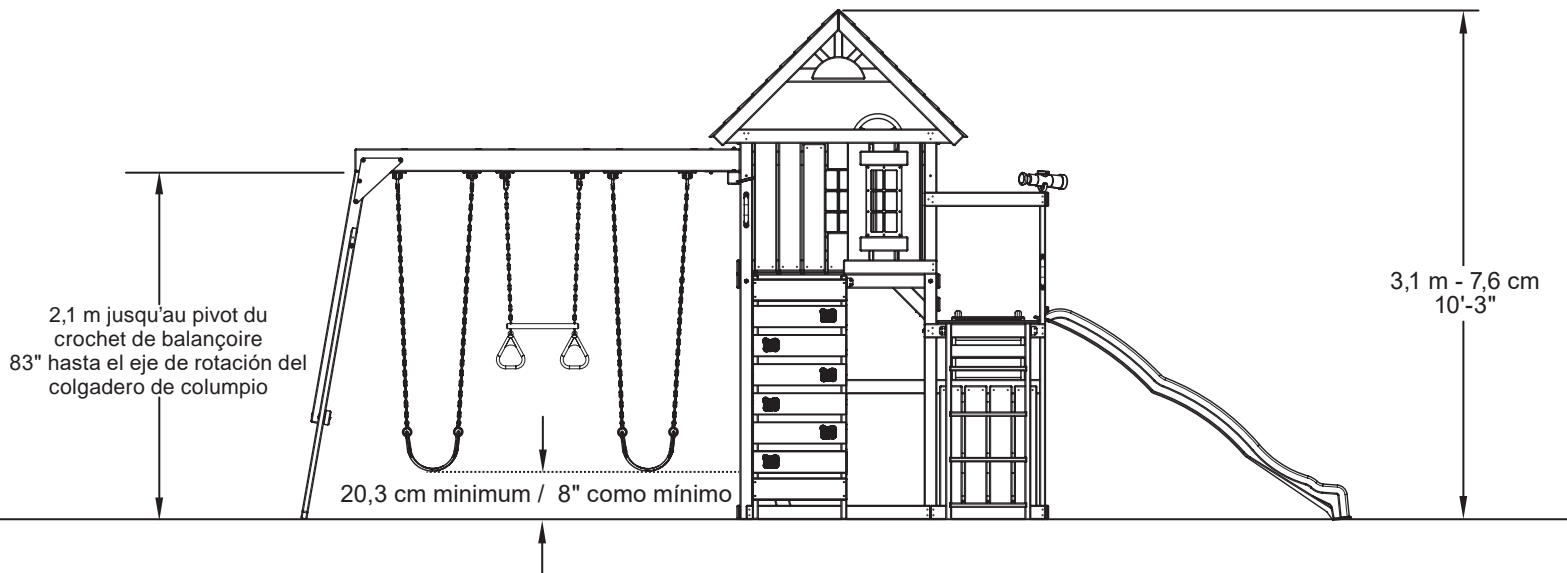 2,1 m jusqu'au pivot du
crochet de balançoire
83" hasta el eje de rotación del
colgadero de columpio
20,3 cm minimum / 8" como mínimo
3,1 m - 7,6 cm
10'-3"